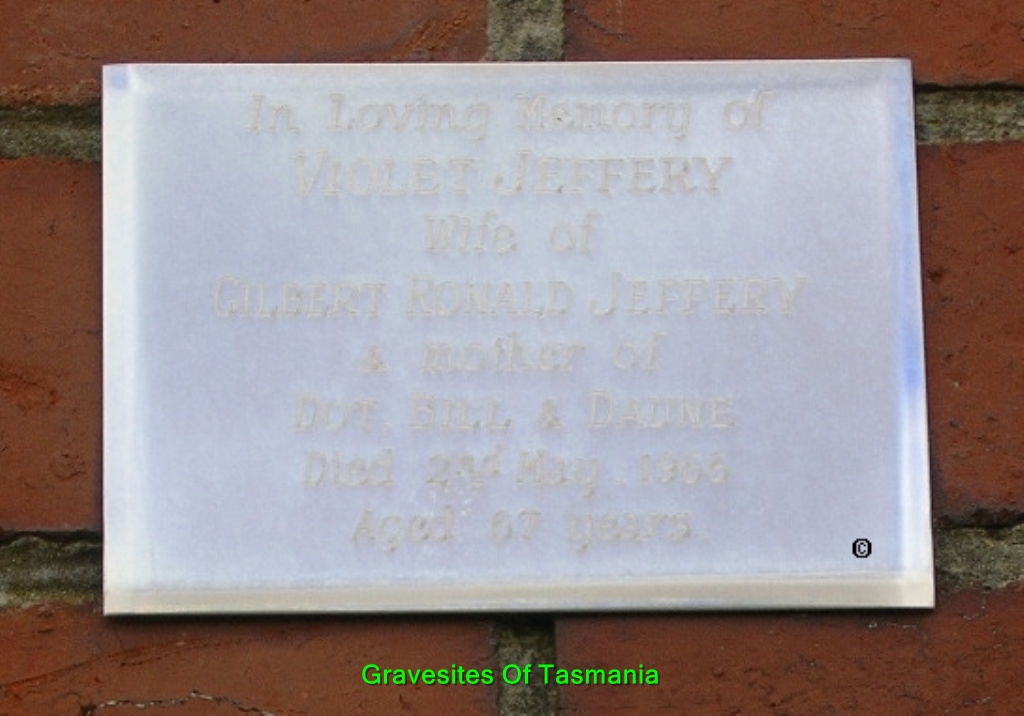 In Loving Memory of
VIOLET JEFFERY
Wife of
GILBERT RONALD JEFFERY
& mother of
DOT, BILL & DAUNE
Died 2nd May 1966
Aged 67 years.
©
Gravesites Of Tasmania